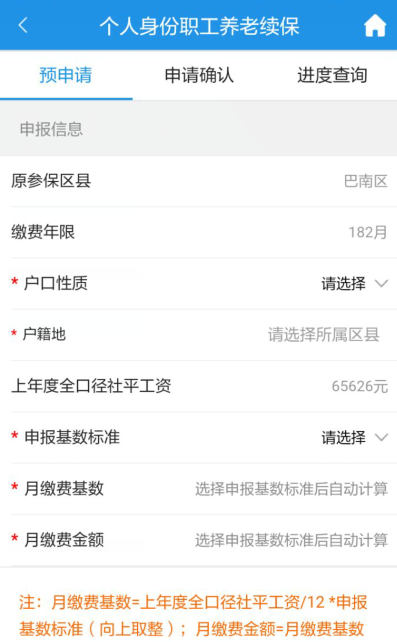 个人身份职工养老续保
预申请 申请确认 进度查询
申报信息
原参保区县 巴南区
缴费年限 182月
* 户口性质 请选择
* 户籍地 请选择所属区县
上年度全口径社平工资 65626元
* 申报基数标准 请选择
* 月缴费基数 选择申报基数标准后自动计算
* 月缴费金额 选择申报基数标准后自动计算
注：月缴费基数=上年度全口径社平工资/12 *申报
基数标准（向上取整）；月缴费金额=月缴费基数